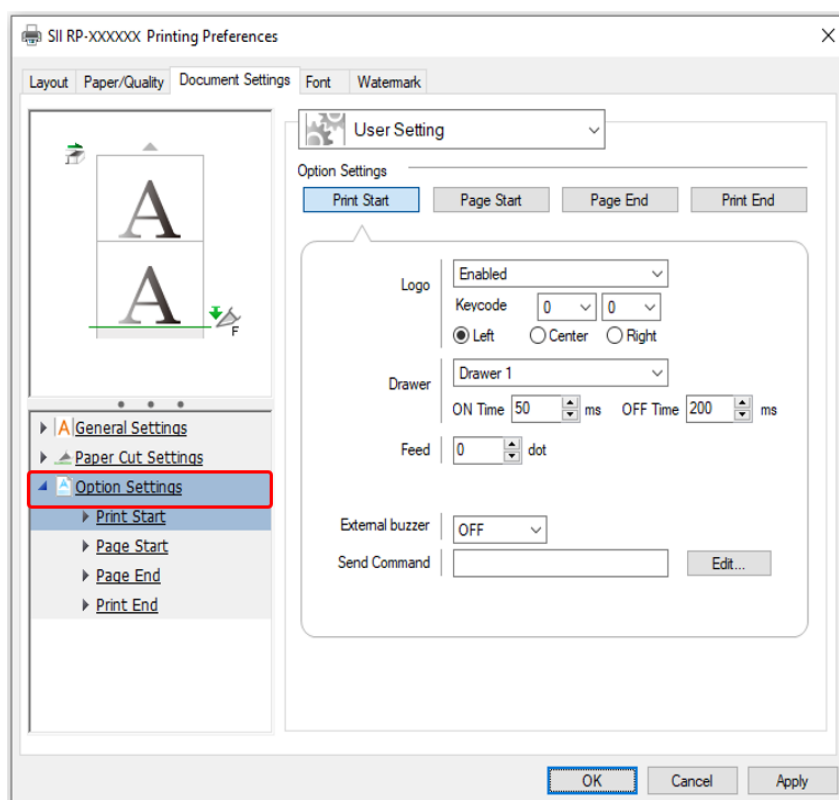 SII RP-XXXXXX Printing Preferences
Layout Paper/Quality Document Settings Font Watermark
User Setting
Option Settings
Print Start Page Start Page End Print End
Logo Enabled
Keycode 0 0
Left Center Right
Drawer Drawer 1
ON Time 50 ms OFF Time 200 ms
Feed 0 dot
External buzzer OFF
Send Command Edit...
A
A
F
A General Settings
Paper Cut Settings
Option Settings
Print Start
Page Start
Page End
Print End
OK Cancel Apply